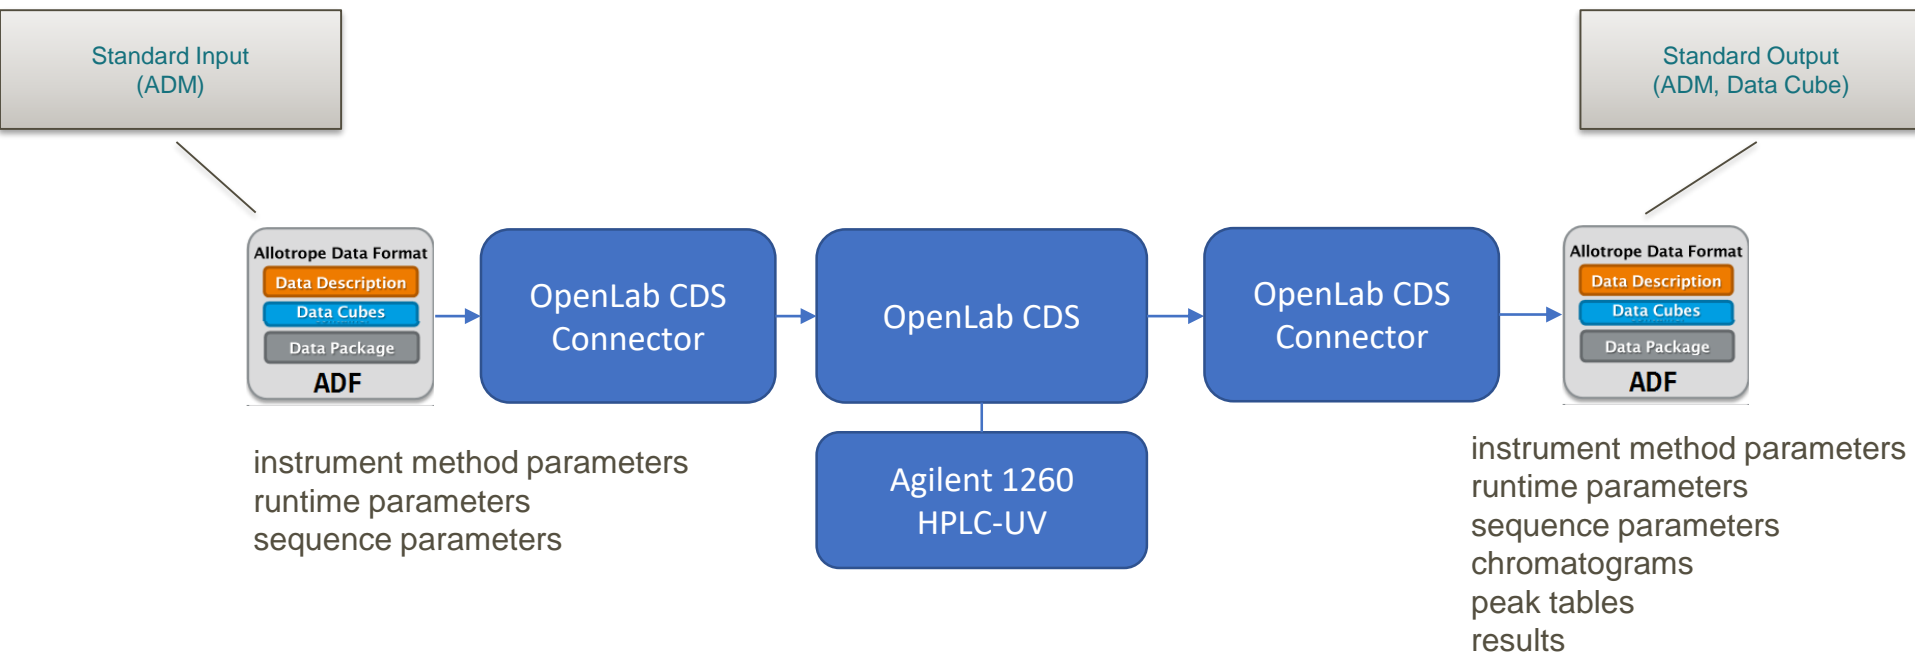 Standard Input
(ADM)
Standard Output
(ADM, Data Cube)
Allotrope Data Format
Data Description
Data Cubes
Data Package
ADF
OpenLab CDS
Connector
OpenLab CDS
OpenLab CDS
Connector
Allotrope Data Format
Data Description
Data Cubes
Data Package
ADF
Agilent 1260
HPLC-UV
instrument method parameters
runtime parameters
sequence parameters
instrument method parameters
runtime parameters
sequence parameters
chromatograms
peak tables
results